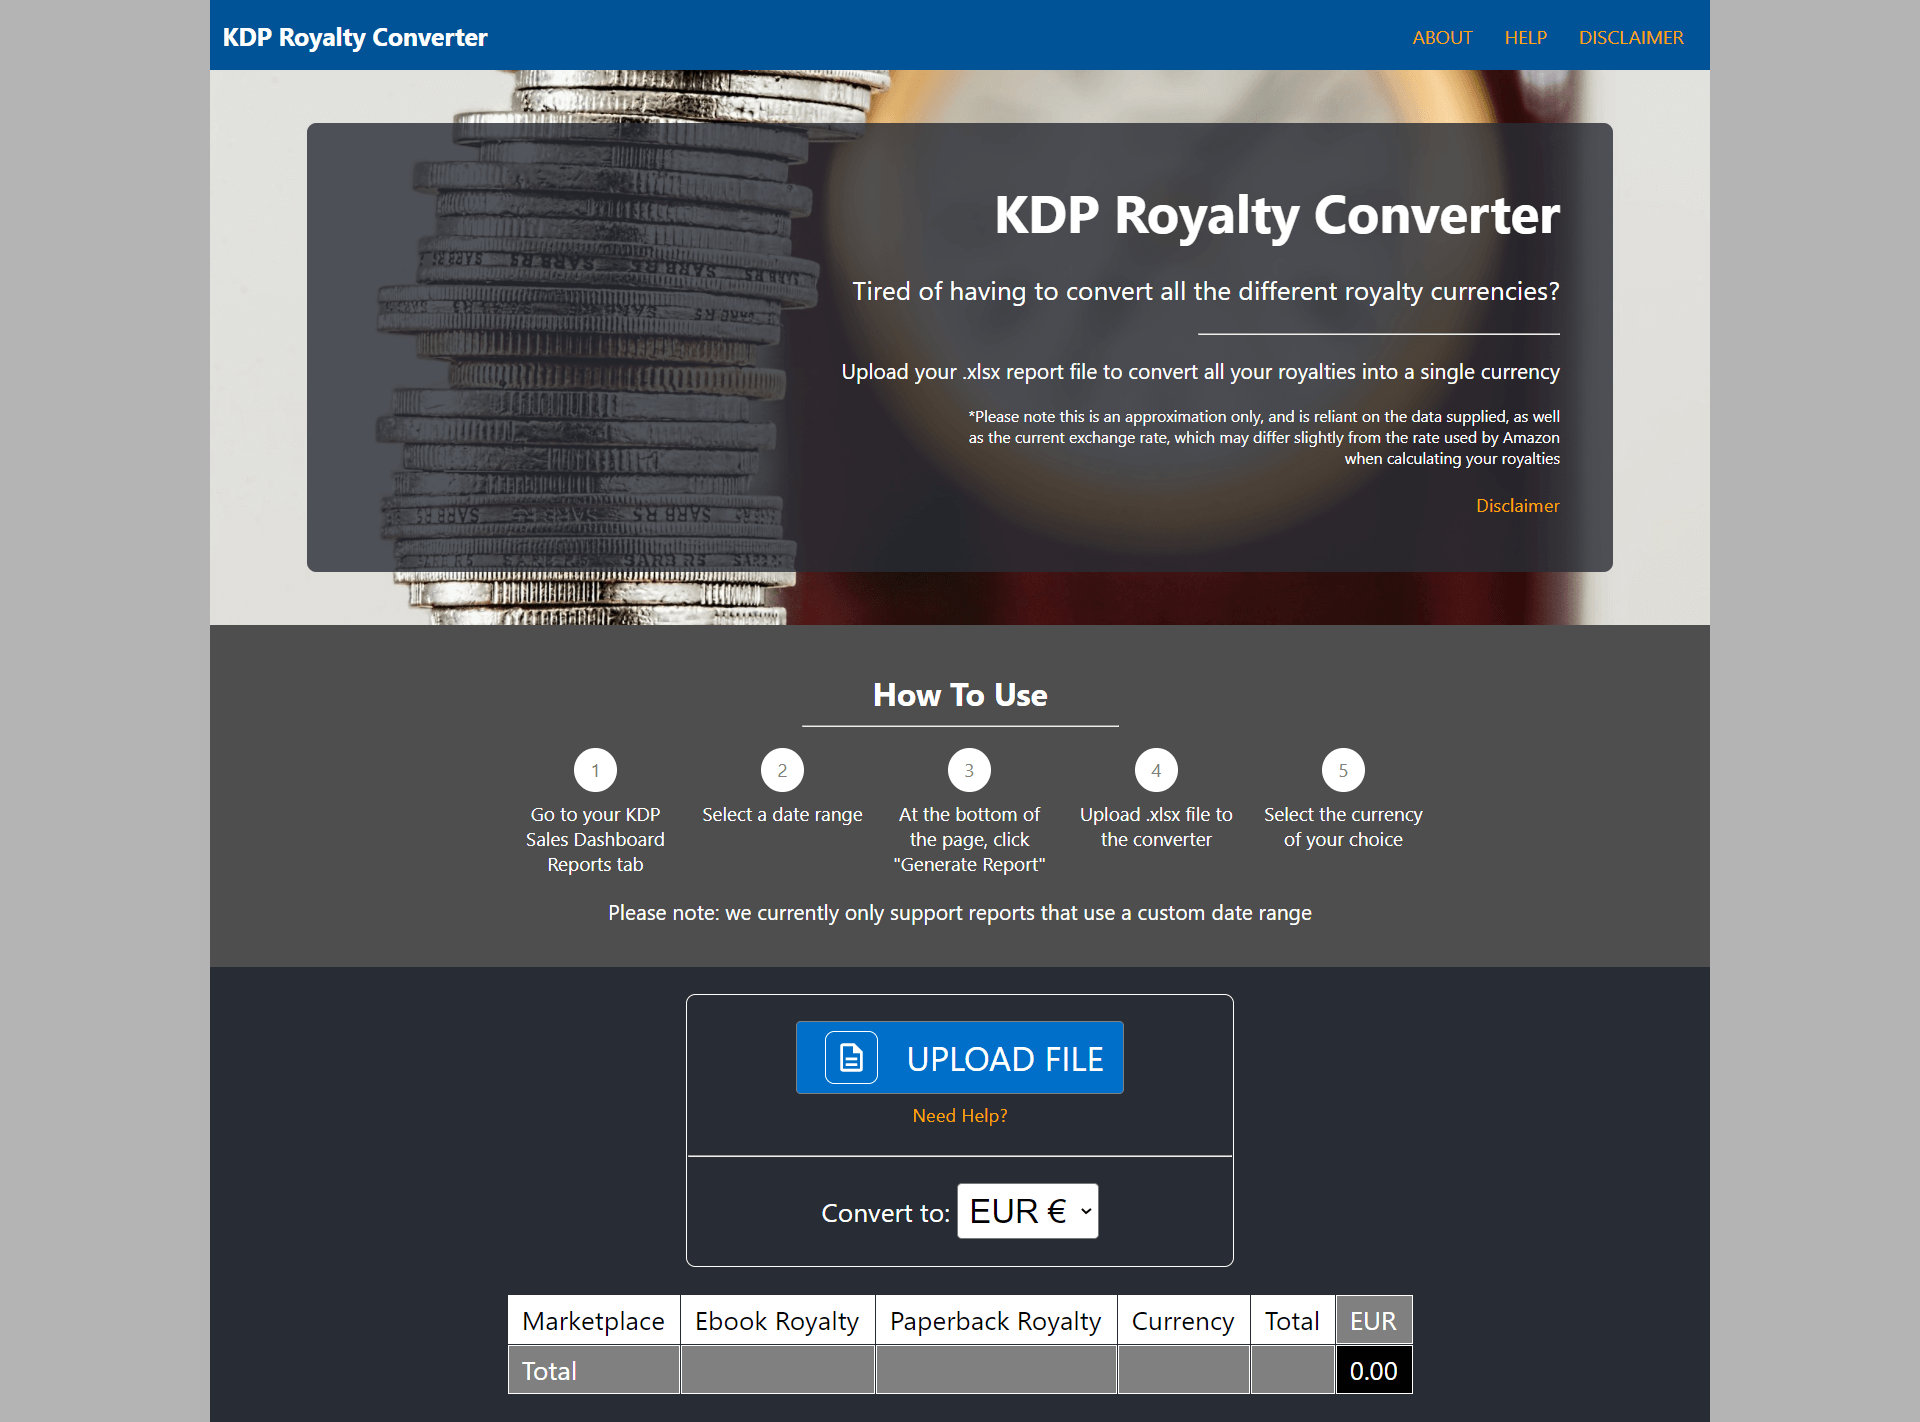 KDP Royalty Converter
ABOUT
HELP
DISCLAIMER
KDP Royalty Converter
Tired of having to convert all the different royalty currencies?
Upload your .xlsx report file to convert all your royalties into a single currency
*Please note this is an approximation only, and is reliant on the data supplied, as well
as the current exchange rate, which may differ slightly from the rate used by Amazon
when calculating your royalties
Disclaimer
How To Use
1
Go to your KDP
Sales Dashboard
Reports tab
2
Select a date range
3
At the bottom of
the page, click
"Generate Report"
4
Upload .xlsx file to
the converter
5
Select the currency
of your choice
Please note: we currently only support reports that use a custom date range
UPLOAD FILE
Need Help?
Convert to: EUR €
Marketplace Ebook Royalty Paperback Royalty Currency Total EUR
Total 0.00